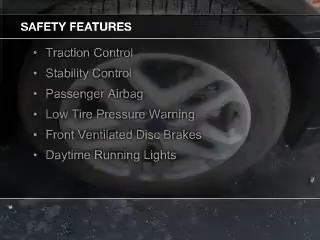 SAFETY FEATURES
• Traction Control
• Stability Control
• Passenger Airbag
• Low Tire Pressure Warning
• Front Ventilated Disc Brakes
• Daytime Running Lights